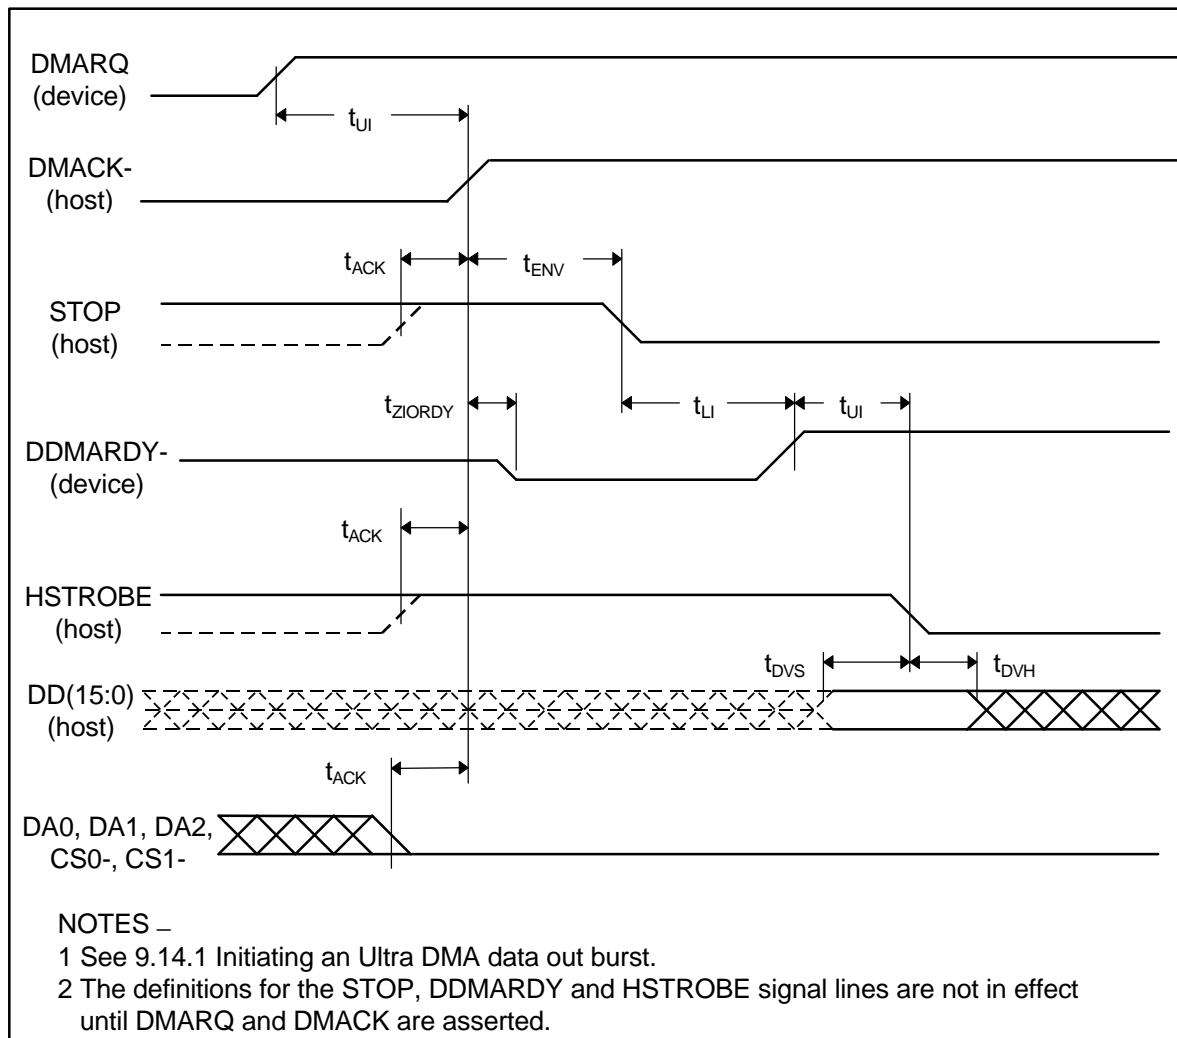 DMARQ
(device)
tUI
DMACK-
(host)
tACK
tENV
STOP
(host)
tZIORDY
tLI
tUI
DDMARDY-
(device)
tACK
HSTROBE
(host)
tDVS
tDVH
DD(15:0)
(host)
tACK
DA0, DA1, DA2,
CS0-, CS1-
NOTES –
1 See 9.14.1 Initiating an Ultra DMA data out burst.
2 The definitions for the STOP, DDMARDY and HSTROBE signal lines are not in effect
until DMARQ and DMACK are asserted.